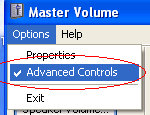 Master Volume
Options Help
Properties
Advanced Controls
Exit
Speaker Volume...